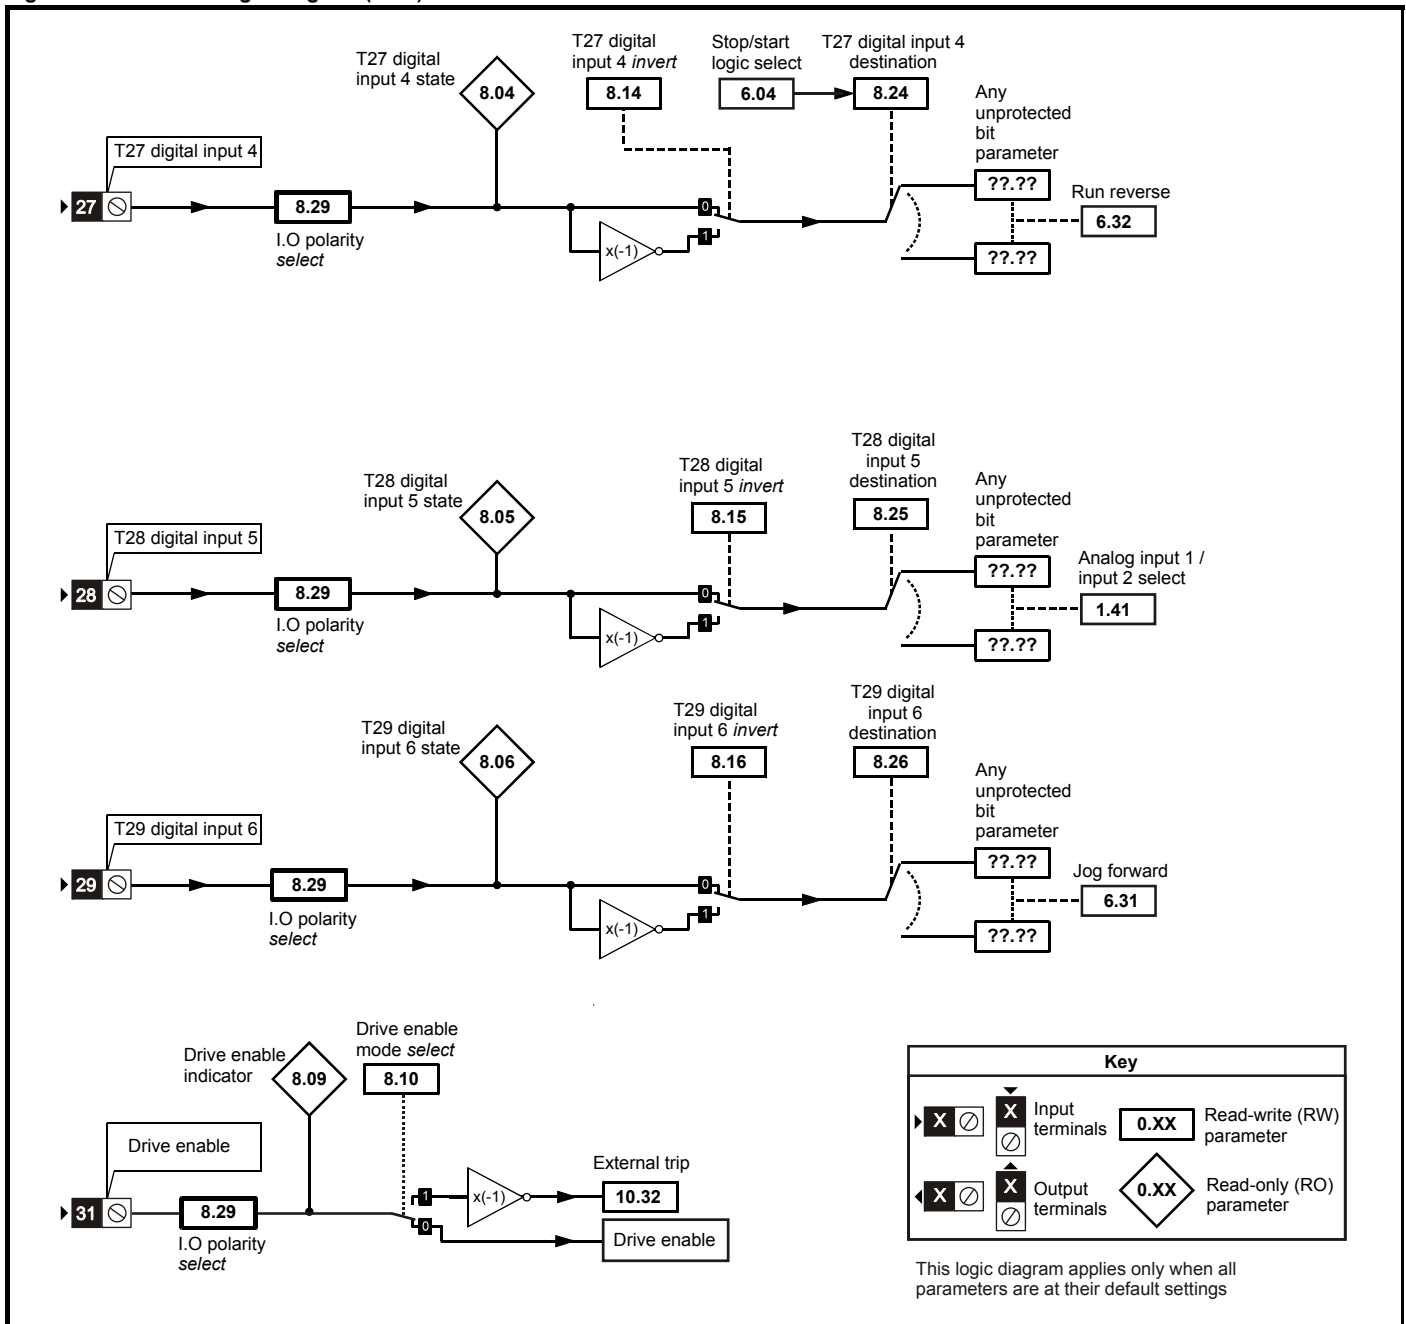 T27 digital
input 4 state
8.04
T27 digital
input 4 invert
8.14
Stop/start
logic select
6.04
T27 digital input 4
destination
8.24
Any
unprotected
bit
parameter
??.??
??.??
Run reverse
6.32
T27 digital input 4
27
8.29
I.O polarity
select
0
1
x(-1)
T28 digital
input 5 state
8.05
T28 digital
input 5 invert
8.15
T28 digital
input 5
destination
8.25
Any
unprotected
bit
parameter
??.??
??.??
Analog input 1 /
input 2 select
1.41
T28 digital input 5
28
8.29
I.O polarity
select
0
1
x(-1)
T29 digital
input 6 state
8.06
T29 digital
input 6 invert
8.16
T29 digital
input 6
destination
8.26
Any
unprotected
bit
parameter
??.??
??.??
Jog forward
6.31
T29 digital input 6
29
8.29
I.O polarity
select
0
1
x(-1)
Drive enable
indicator
8.09
Drive enable
mode select
8.10
Drive enable
31
8.29
I.O polarity
select
1
0
x(-1)
External trip
10.32
Drive enable
Key
X
X
Input
terminals
0.XX
Read-write (RW)
parameter
X
X
Output
terminals
0.XX
Read-only (RO)
parameter
This logic diagram applies only when all
parameters are at their default settings